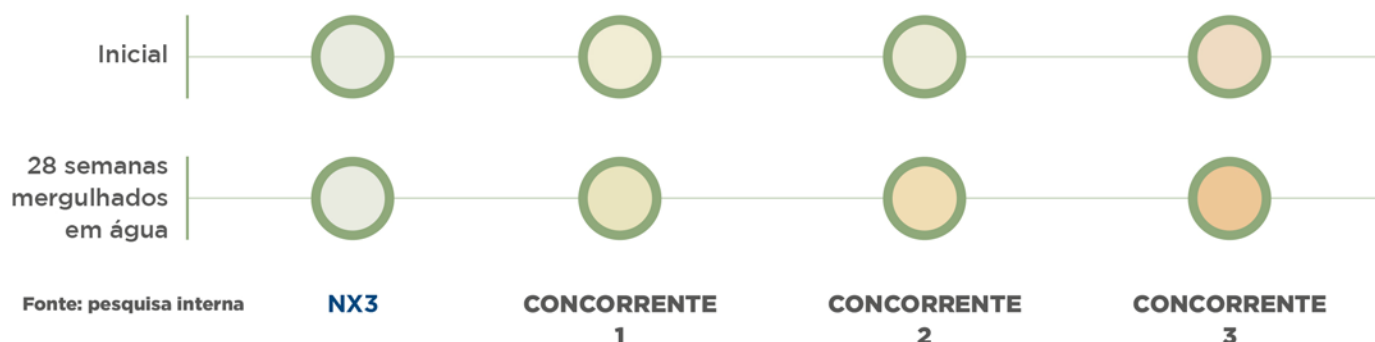 Inicial
28 semanas
mergulhados
em água
Fonte: pesquisa interna
NX3
CONCORRENTE
1
CONCORRENTE
2
CONCORRENTE
3